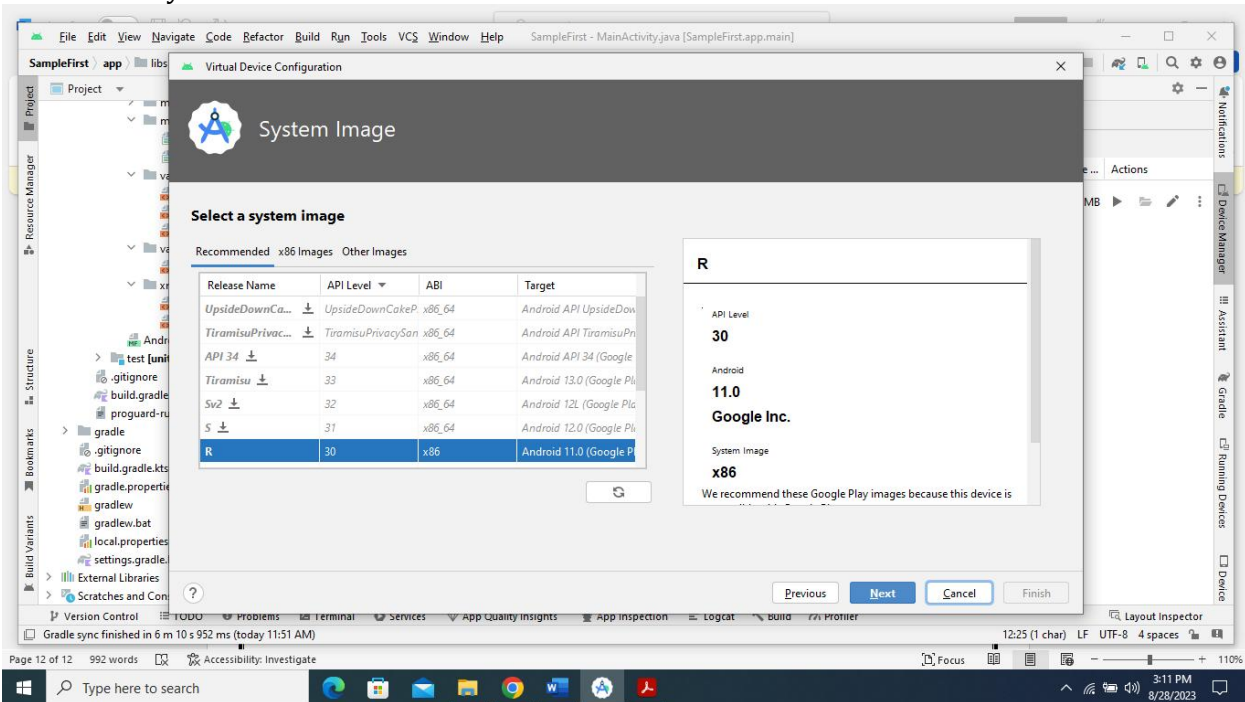 File Edit View Navigate Code Refactor Build Run Tools VCS Window Help SampleFirst - MainActivity.java [SampleFirst.app.main]
SampleFirst app libs
Virtual Device Configuration
Project
Project
Resource Manager
Structure
Bookmarks
Build Variants
test [unit
.gitignore
build.gradle
proguard-ru
gradle
.gitignore
build.gradle.kts
gradle.propertie
gradlew
gradlew.bat
local.properties
settings.gradle.
External Libraries
Scratches and Con
System Image
Select a system image
Recommended x86 Images Other Images
Release Name API Level ABI Target
UpsideDownCa... UpsideDownCakeP. x86_64 Android API UpsideDow
TiramisuPrivac... TiramisuPrivacySan x86_64 Android API TiramisuPr
API 34 34 x86_64 Android API 34 (Google
Tiramisu 33 x86_64 Android 13.0 (Google Pl
Sv2 32 x86_64 Android 12L (Google Pla
S 31 x86_64 Android 12.0 (Google Pl
R 30 x86 Android 11.0 (Google P
R
API Level
30
Android
11.0
Google Inc.
System Image
x86
We recommend these Google Play images because this device is
? Previous Next Cancel Finish
e ... Actions
MB
Notifications
Device Manager
Assistant
Gradle
Running Devices
Device
Version Control TODO Problems Terminal Services App Quality Insights App Inspection Logcat Build Profiler Layout Inspector
Gradle sync finished in 6 m 10 s 952 ms (today 11:51 AM) 12:25 (1 char) LF UTF-8 4 spaces
Page 12 of 12 992 words Accessibility: Investigate Focus 110%
Type here to search
3:11 PM
8/28/2023